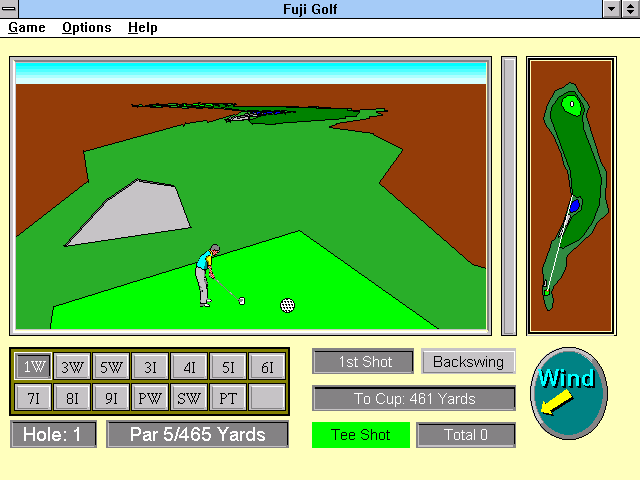 Fuji Golf
Game Options Help
1W 3W 5W 3I 4I 5I 6I
7I 8I 9I PW SW PT
1st Shot Backswing
To Cup: 461 Yards
Wind
Hole: 1 Par 5/465 Yards Tee Shot Total 0